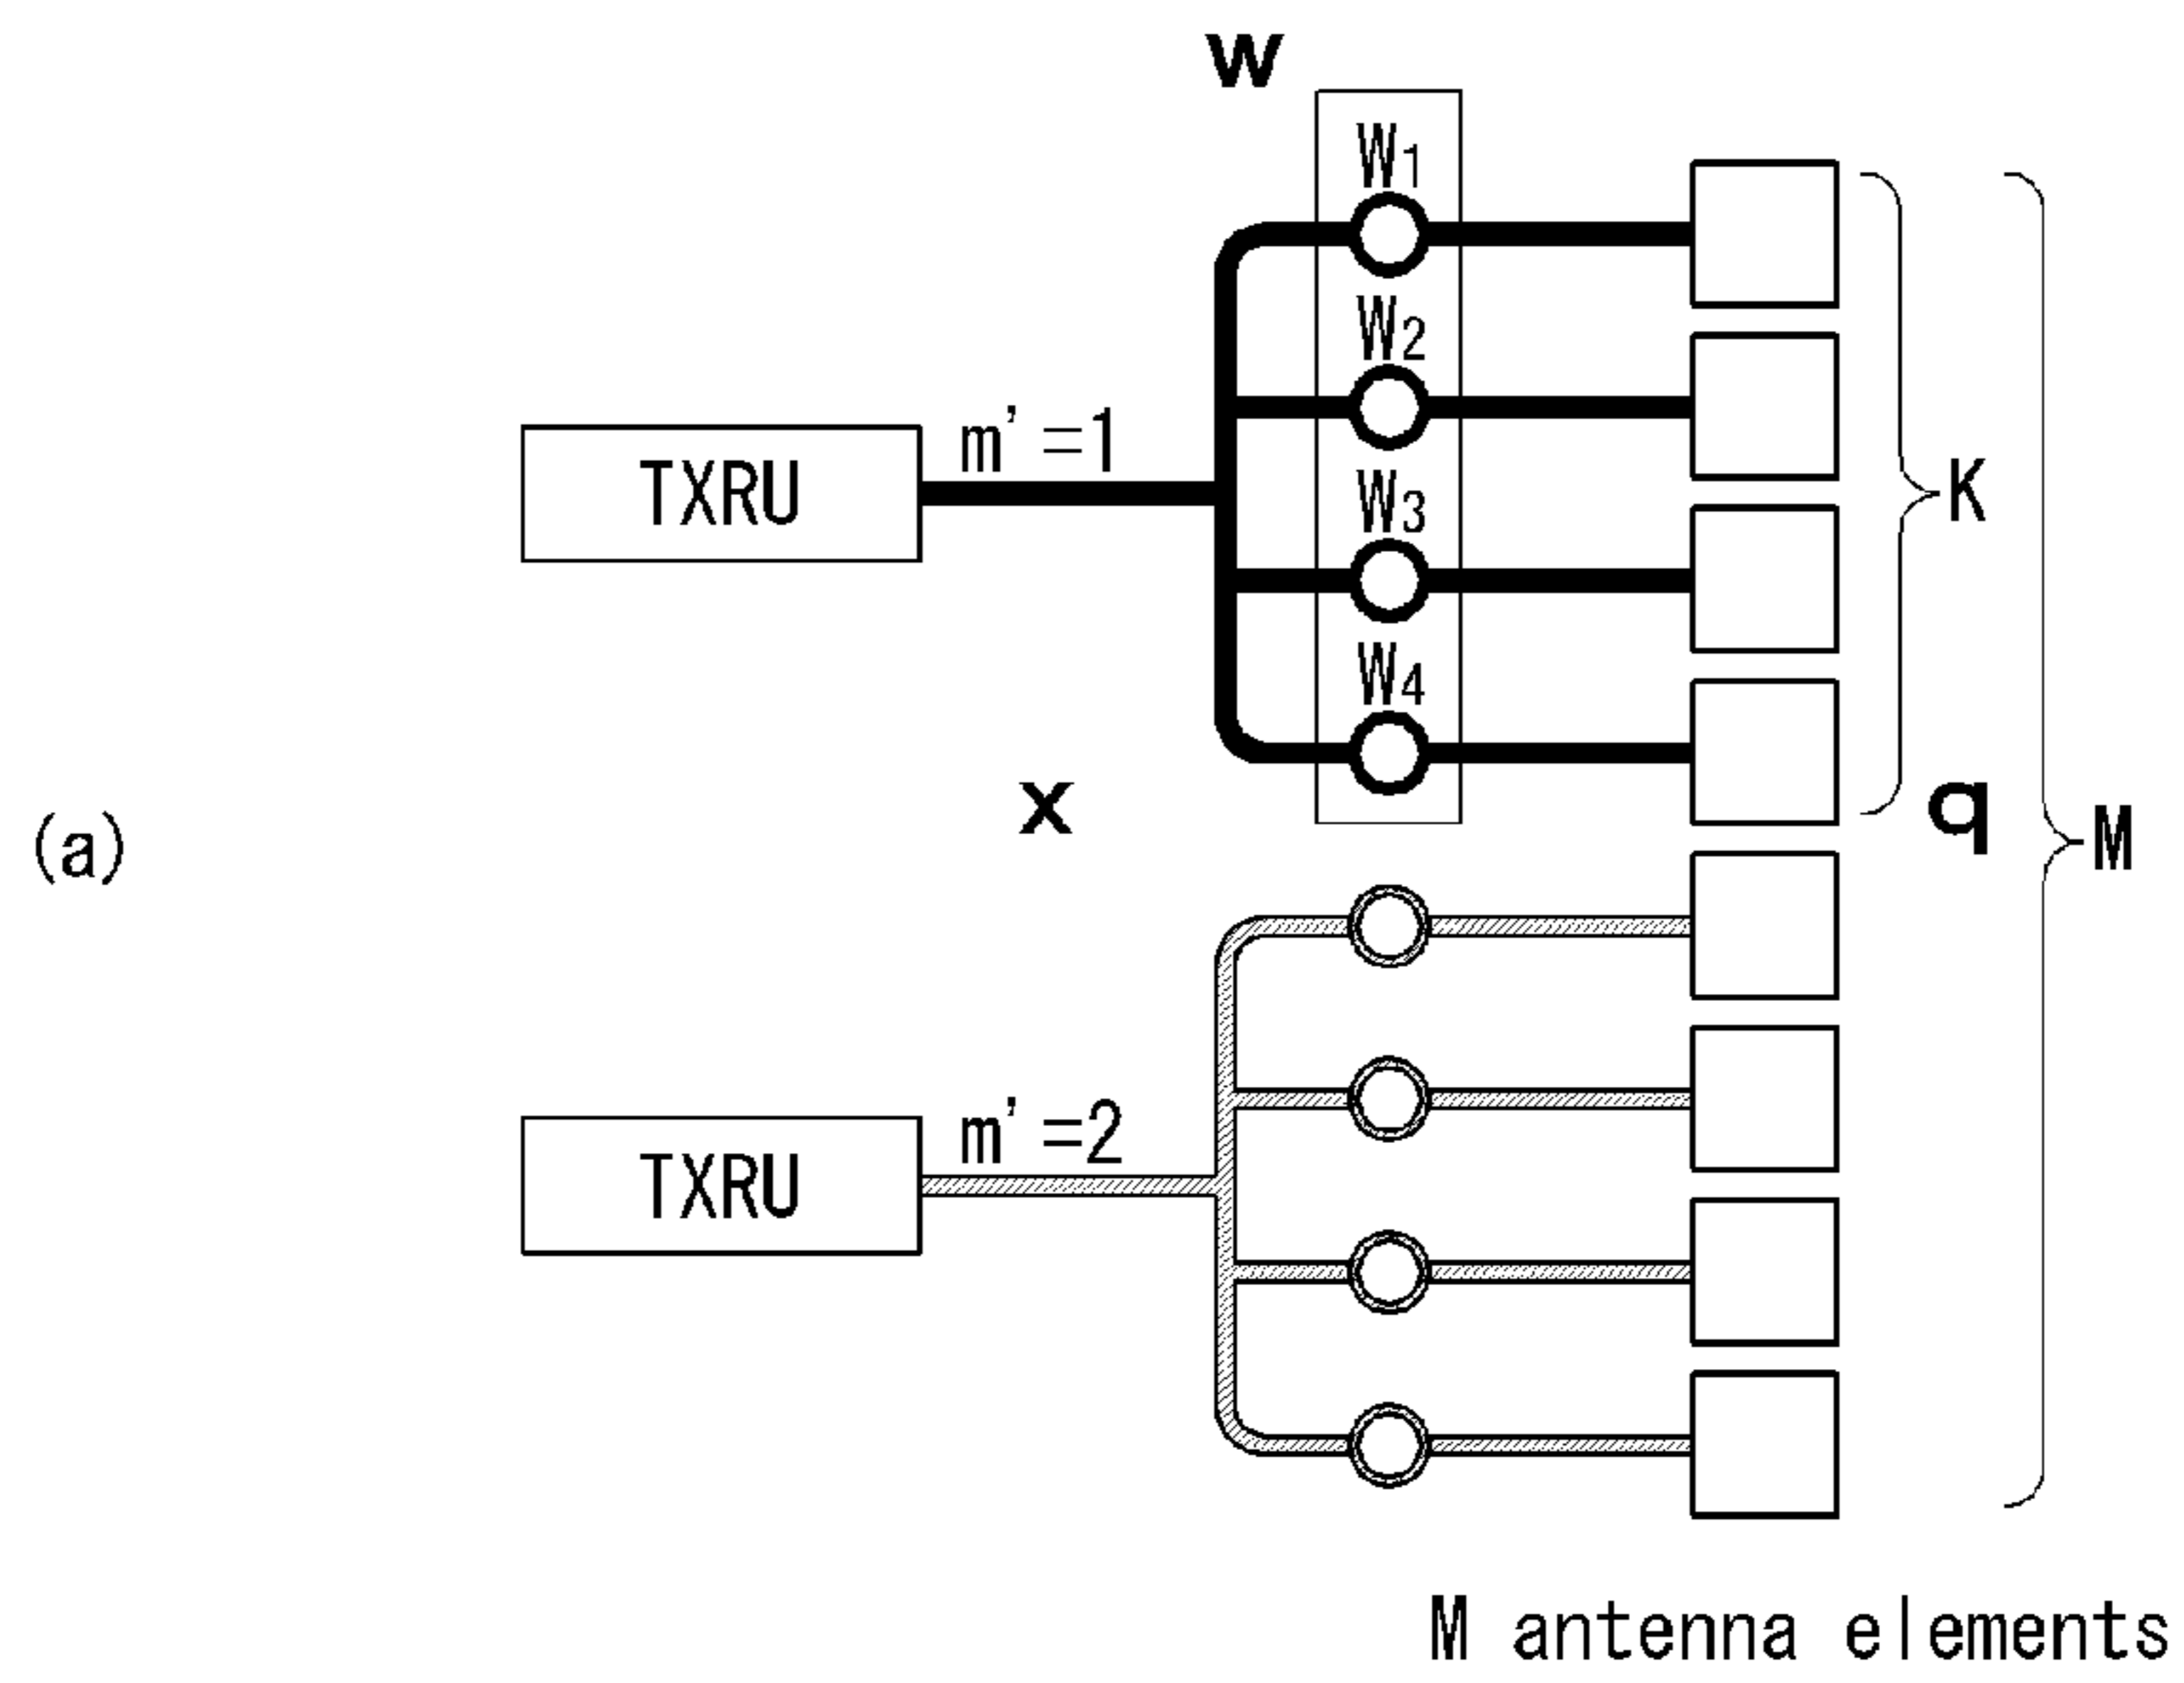 w
W1
W2
m'=1
TXRU
W3
K
W4
x
q
(a)
M
m'=2
TXRU
M antenna elements